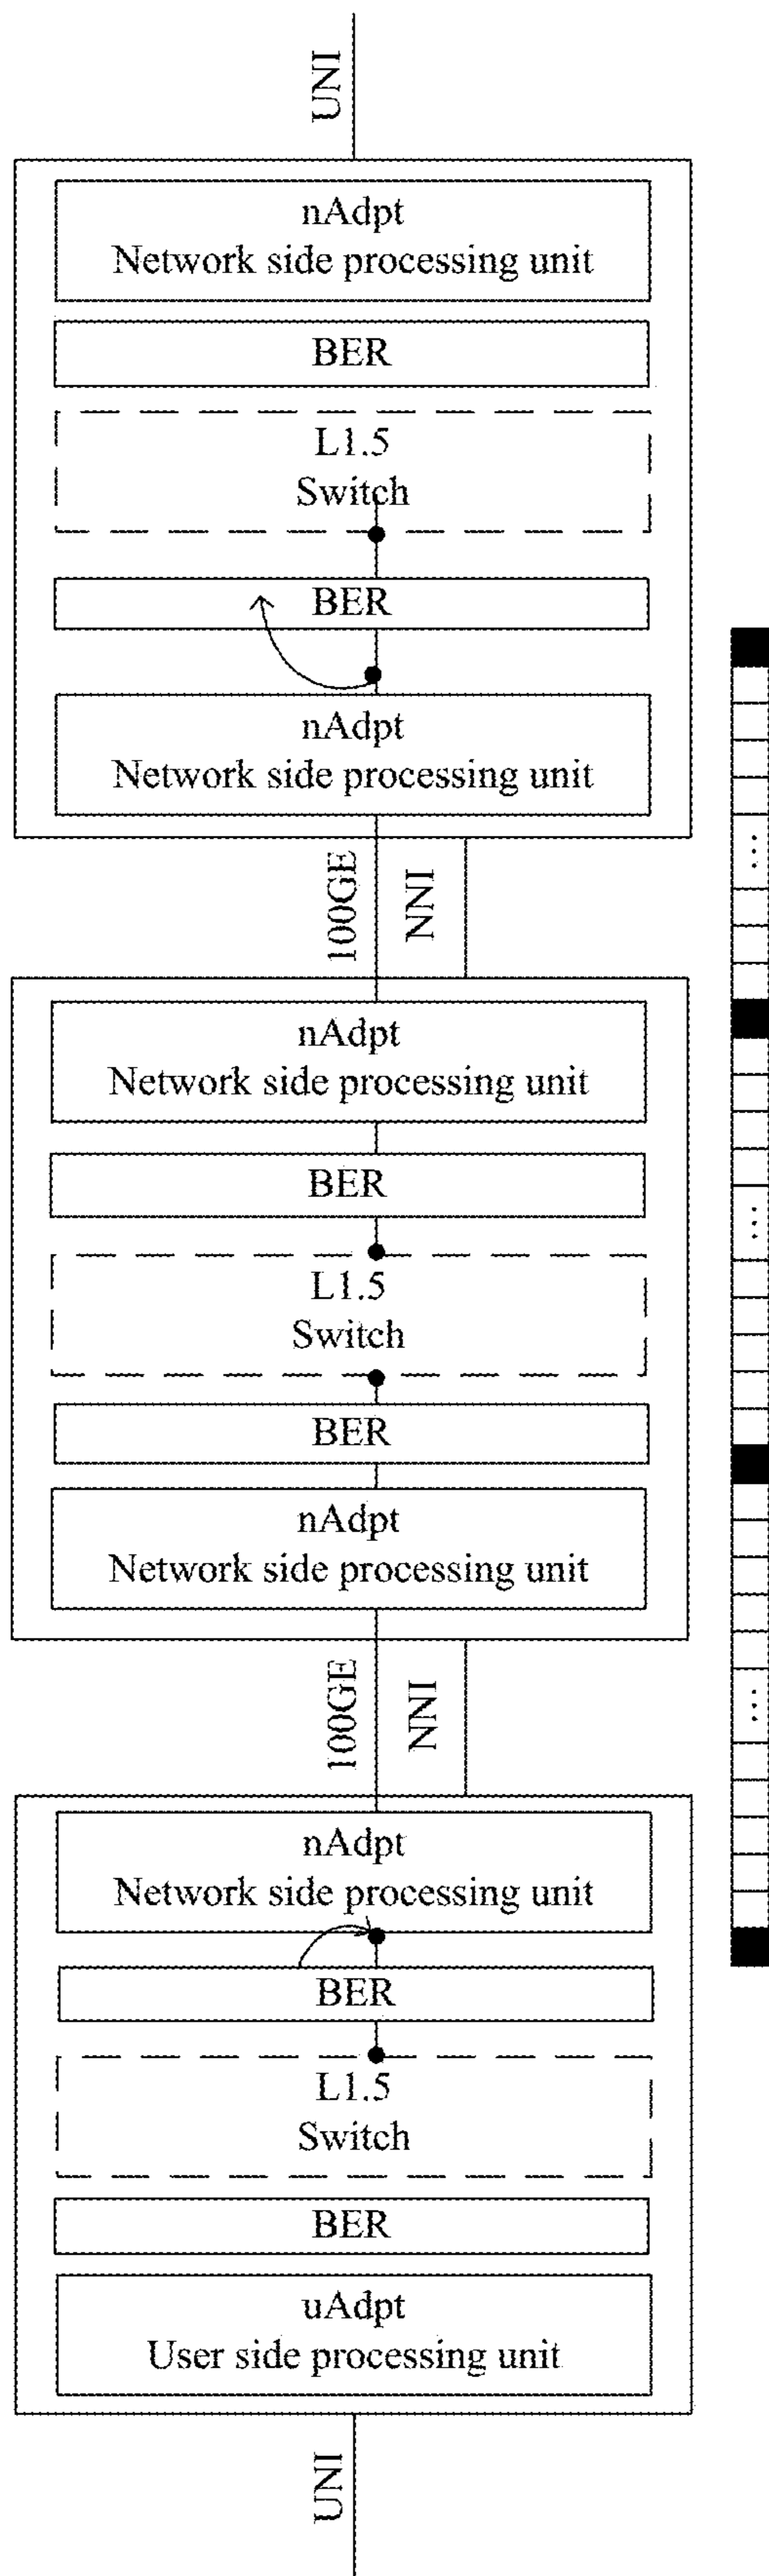 UNI
nAdpt
Network side processing unit
BER
L1.5
Switch
BER
nAdpt
Network side processing unit
100GE
NNI
...
nAdpt
Network side processing unit
BER
...
L1.5
Switch
BER
nAdpt
Network side processing unit
100GE
NNI
...
nAdpt
Network side processing unit
BER
L1.5
Switch
BER
uAdpt
User side processing unit
UNI